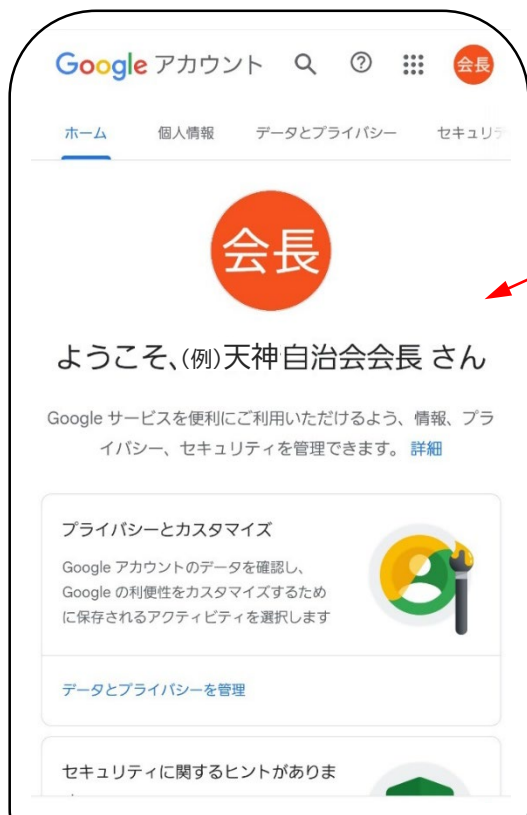 Google アカウント 会長
ホーム 個人情報 データとプライバシー セキュリテ
会長
ようこそ、(例)天神自治会会長 さん
Google サービスを便利にご利用いただけるよう、情報、プラ
イバシー、セキュリティを管理できます。 詳細
プライバシーとカスタマイズ
Google アカウントのデータを確認し、
Google の利便性をカスタマイズするため
に保存されるアクティビティを選択します
データとプライバシーを管理
セキュリティに関するヒントがありま